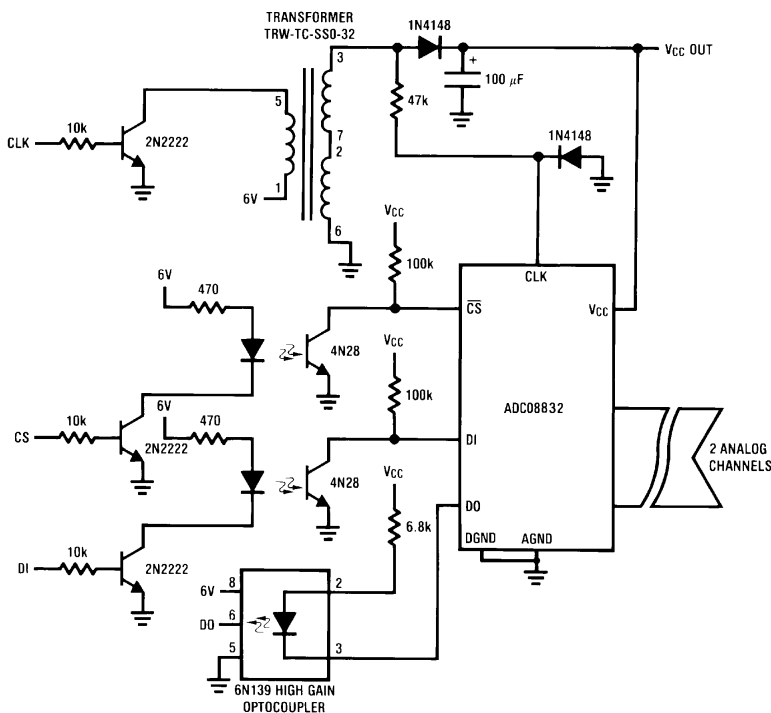 TRANSFORMER
TRW-TC-SS0-32
1N4148
3
+
100 µF
VCC OUT
47k
5
10k
CLK
2N2222
7
2
1N4148
6V
1
6
VCC
100k
CLK
6V
470
CS
VCC
4N28
VCC
100k
ADC08832
10k
6V
470
CS
2N2222
DI
2 ANALOG
CHANNELS
4N28
VCC
DO
6.8k
DGND
AGND
10k
DI
2N2222
6V
8
2
DO
6
5
3
6N139 HIGH GAIN
OPTOCOUPLER